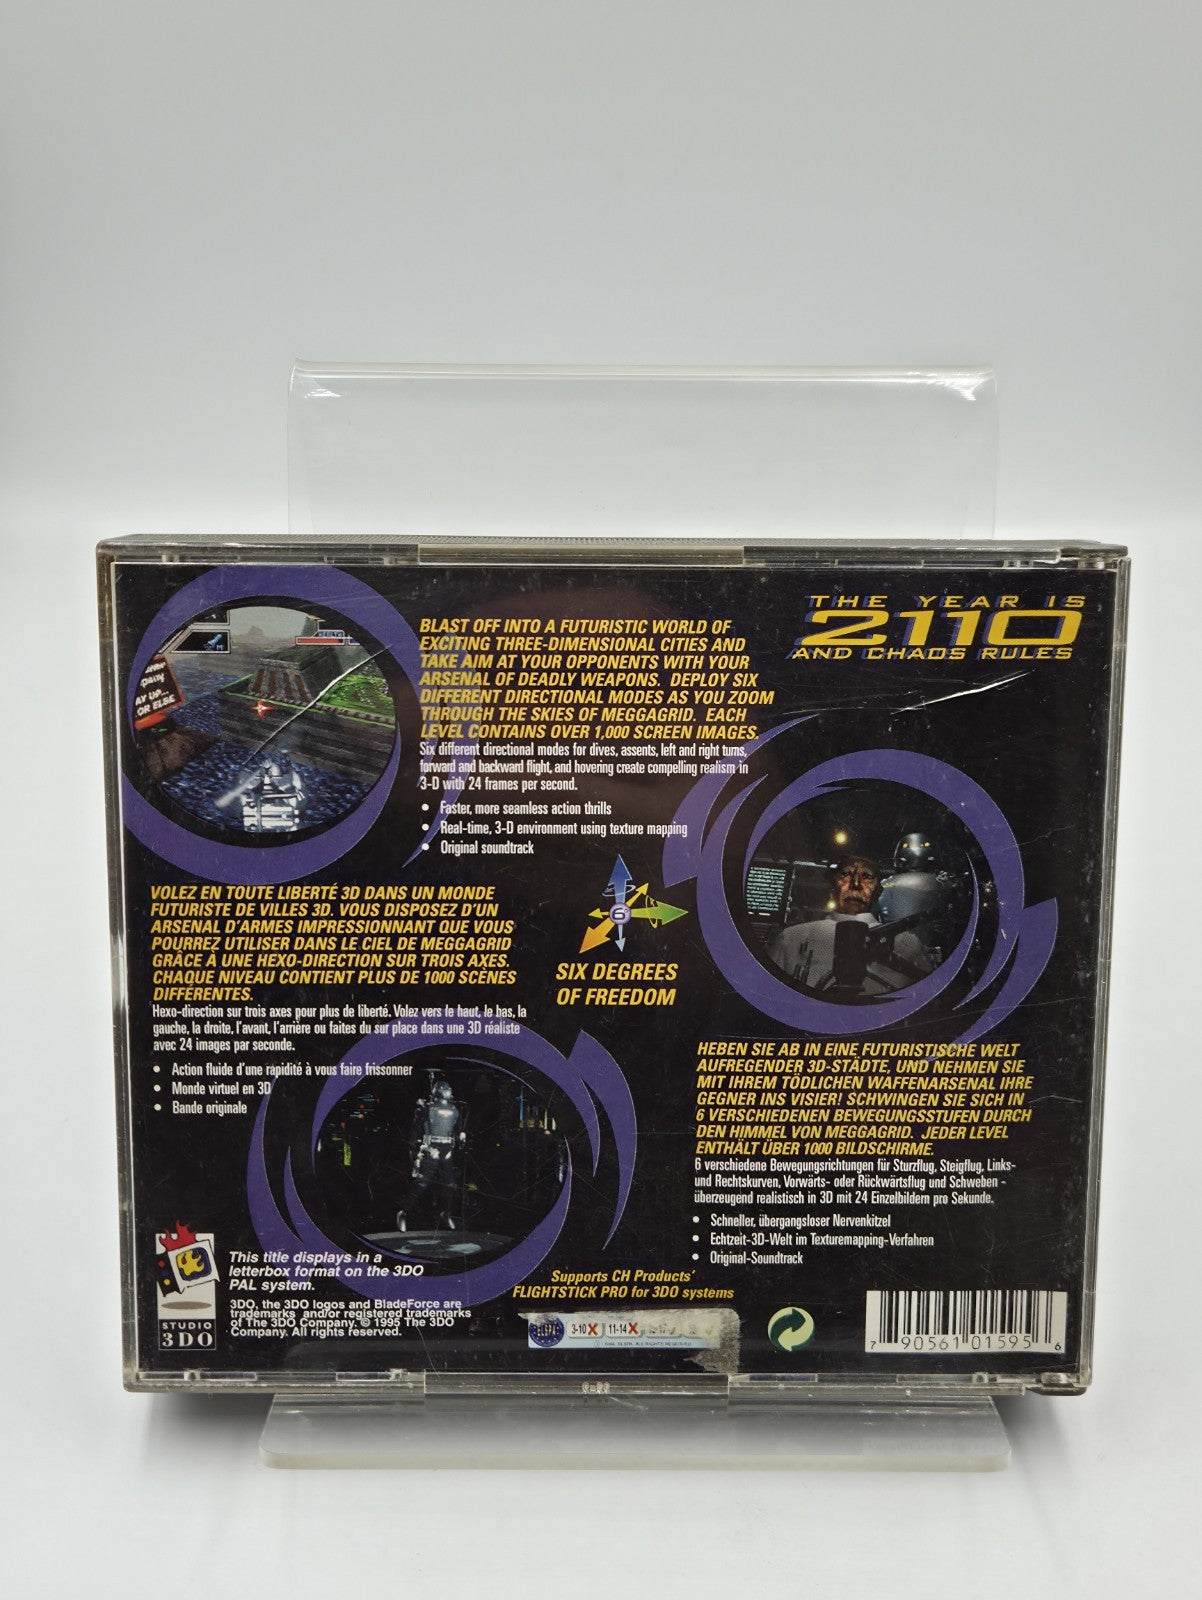 THE YEAR IS
2110
AND CHAOS RULES
BLAST OFF INTO A FUTURISTIC WORLD OF
EXCITING THREE-DIMENSIONAL CITIES AND
TAKE AIM AT YOUR OPPONENTS WITH YOUR
ARSENAL OF DEADLY WEAPONS. DEPLOY SIX
DIFFERENT DIRECTIONAL MODES AS YOU ZOOM
THROUGH THE SKIES OF MEGGAGRID. EACH
LEVEL CONTAINS OVER 1,000 SCREEN IMAGES.
Six different directional modes for dives, assents, left and right turns,
forward and backward flight, and hovering create compelling realism in
3-D with 24 frames per second.
• Faster, more seamless action thrills
• Real-time, 3-D environment using texture mapping
• Original soundtrack
AY UP...
OR ELSE
VOLEZ EN TOUTE LIBERTÉ 3D DANS UN MONDE
FUTURISTE DE VILLES 3D. VOUS DISPOSEZ D'UN
ARSENAL D'ARMES IMPRESSIONNANT QUE VOUS
POURREZ UTILISER DANS LE CIEL DE MEGGAGRID
GRÂCE À UNE HEXO-DIRECTION SUR TROIS AXES.
CHAQUE NIVEAU CONTIENT PLUS DE 1000 SCÈNES
DIFFÉRENTES.
Hexo-direction sur trois axes pour plus de liberté. Volez vers le haut, le bas, la
gauche, la droite, l'avant, l'arrière ou faites du sur place dans une 3D réaliste
avec 24 images par seconde.
• Action fluide d'une rapidité à vous faire frissonner
• Monde virtuel en 3D
• Bande originale
6
SIX DEGREES
OF FREEDOM
HEBEN SIE AB IN EINE FUTURISTISCHE WELT
AUFREGENDER 3D-STÄDTE, UND NEHMEN SIE
MIT IHREM TÖDLICHEN WAFFENARSENAL IHRE
GEGNER INS VISIER! SCHWINGEN SIE SICH IN
6 VERSCHIEDENEN BEWEGUNGSSTUFEN DURCH
DEN HIMMEL VON MEGGAGRID. JEDER LEVEL
ENTHÄLT ÜBER 1000 BILDSCHIRME.
6 verschiedene Bewegungsrichtungen für Sturzflug, Steigflug, Links-
und Rechtskurven, Vorwärts- oder Rückwärtsflug und Schweben -
überzeugend realistisch in 3D mit 24 Einzelbildern pro Sekunde.
• Schneller, übergangsloser Nervenkitzel
• Echtzeit-3D-Welt im Texturemapping-Verfahren
• Original-Soundtrack
STUDIO
3DO
This title displays in a
letterbox format on the 3DO
PAL system.
3DO, the 3DO logos and BladeForce are
trademarks and/or registered trademarks
of The 3DO Company. © 1995 The 3DO
Company. All rights reserved.
Supports CH Products'
FLIGHTSTICK PRO for 3DO systems
3-10 X 11-14 X
7 90561 01595 6